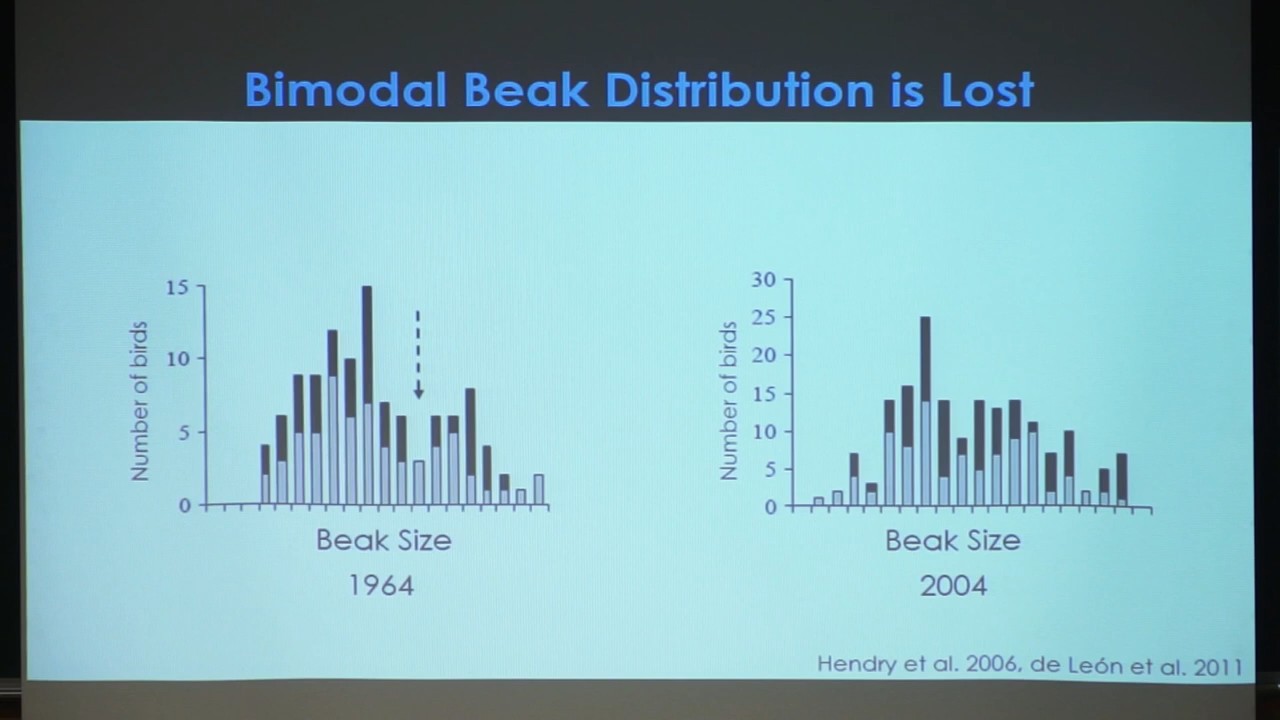 Bimodal Beak Distribution is Lost
Number of birds
15
10
5
0
Beak Size
1964
Number of birds
30
25
20
15
10
5
0
Beak Size
2004
Hendry et al. 2006, de León et al. 2011